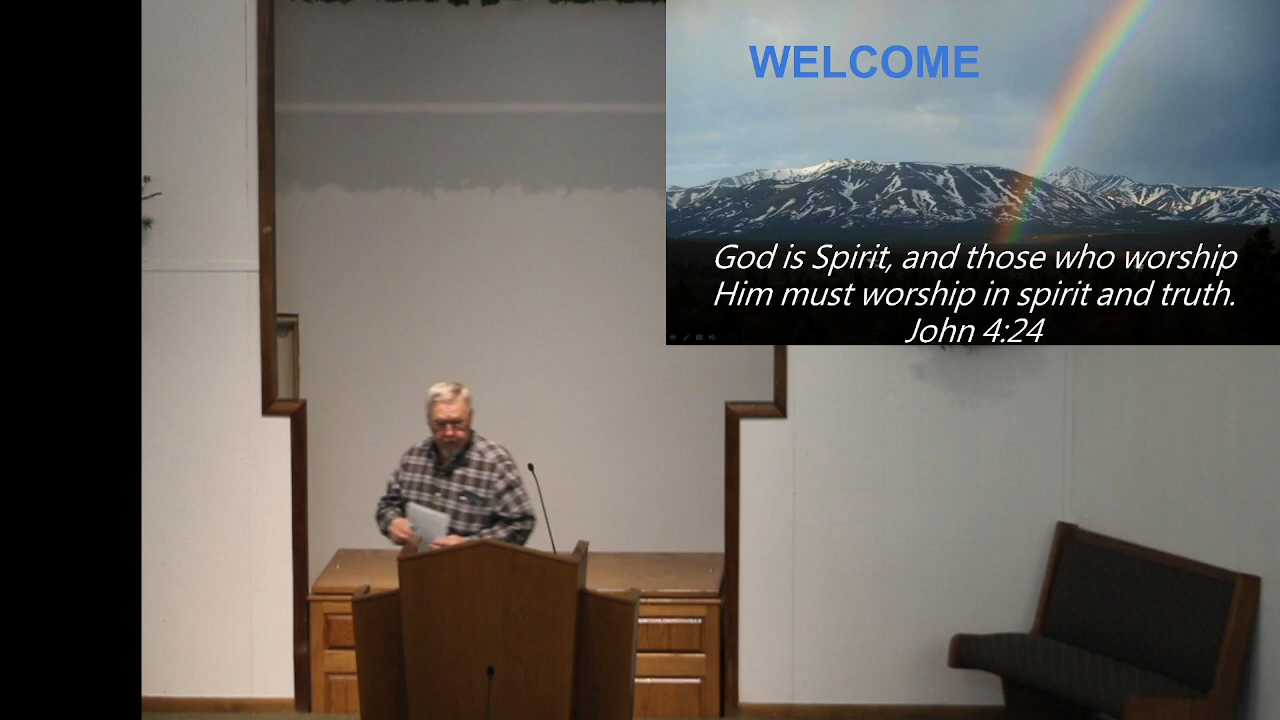 WELCOME
God is Spirit, and those who worship
Him must worship in spirit and truth.
John 4:24